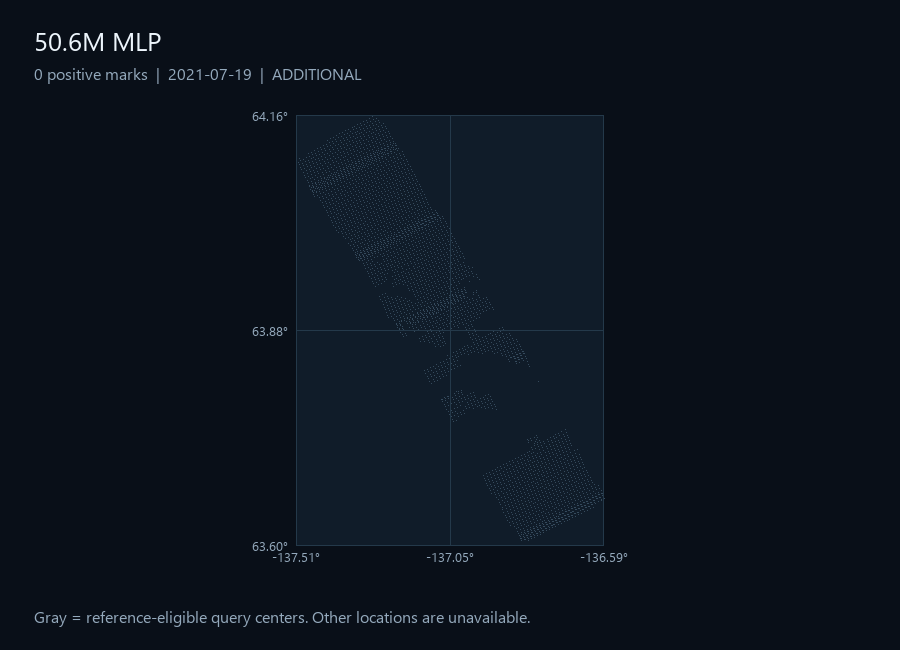 50.6M MLP
0 positive marks | 2021-07-19 | ADDITIONAL
64.16°
63.88°
63.60°
-137.51° -137.05° -136.59°
Gray = reference-eligible query centers. Other locations are unavailable.